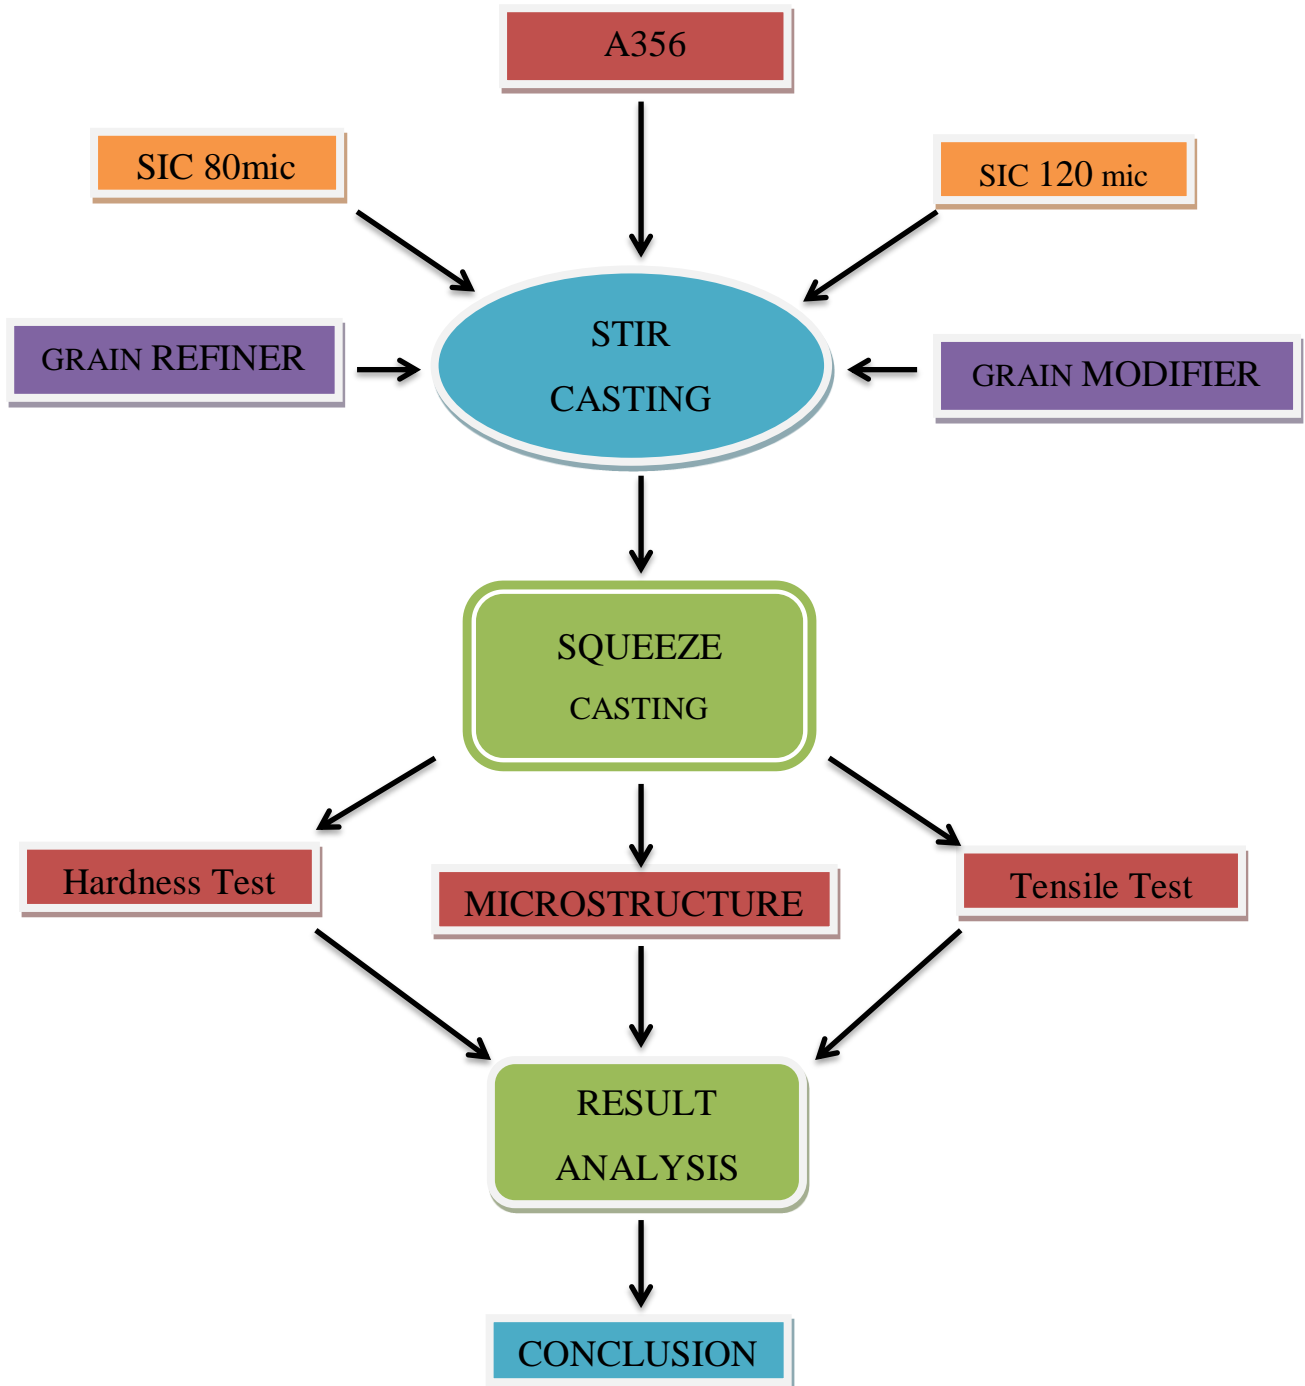 A356
SIC 80mic
SIC 120 mic
STIR
CASTING
GRAIN REFINER
GRAIN MODIFIER
SQUEEZE
CASTING
Hardness Test
MICROSTRUCTURE
Tensile Test
RESULT
ANALYSIS
CONCLUSION